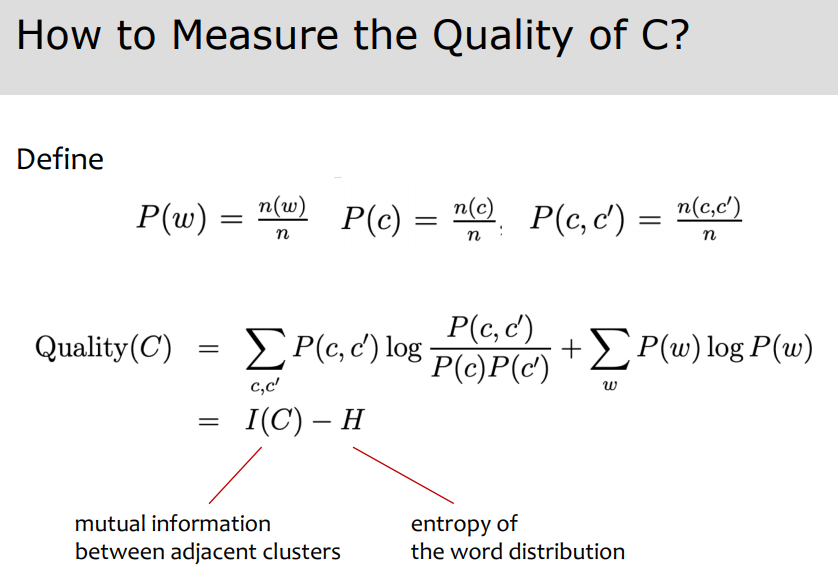 How to Measure the Quality of C?
Define
P(w) = n(w)/n P(c) = n(c)/n ; P(c, c′) = n(c,c′)/n
Quality(C) = ∑_{c,c′} P(c, c′) log P(c, c′)/P(c)P(c′) + ∑_w P(w) log P(w)
= I(C) − H
mutual information
between adjacent clusters
entropy of
the word distribution